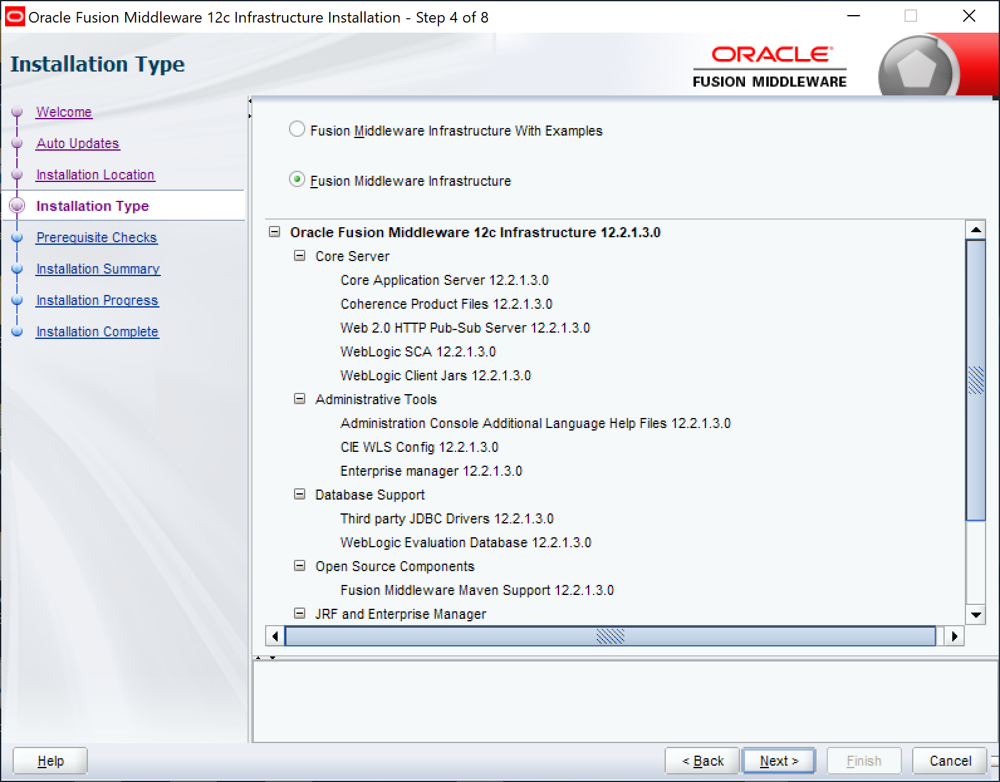 Oracle Fusion Middleware 12c Infrastructure Installation - Step 4 of 8
Installation Type
ORACLE
FUSION MIDDLEWARE
Welcome
Auto Updates
Installation Location
Installation Type
Prerequisite Checks
Installation Summary
Installation Progress
Installation Complete
Fusion Middleware Infrastructure With Examples
Fusion Middleware Infrastructure
Oracle Fusion Middleware 12c Infrastructure 12.2.1.3.0
Core Server
Core Application Server 12.2.1.3.0
Coherence Product Files 12.2.1.3.0
Web 2.0 HTTP Pub-Sub Server 12.2.1.3.0
WebLogic SCA 12.2.1.3.0
WebLogic Client Jars 12.2.1.3.0
Administrative Tools
Administration Console Additional Language Help Files 12.2.1.3.0
CIE WLS Config 12.2.1.3.0
Enterprise manager 12.2.1.3.0
Database Support
Third party JDBC Drivers 12.2.1.3.0
WebLogic Evaluation Database 12.2.1.3.0
Open Source Components
Fusion Middleware Maven Support 12.2.1.3.0
JRF and Enterprise Manager
Help
< Back
Next >
Finish
Cancel